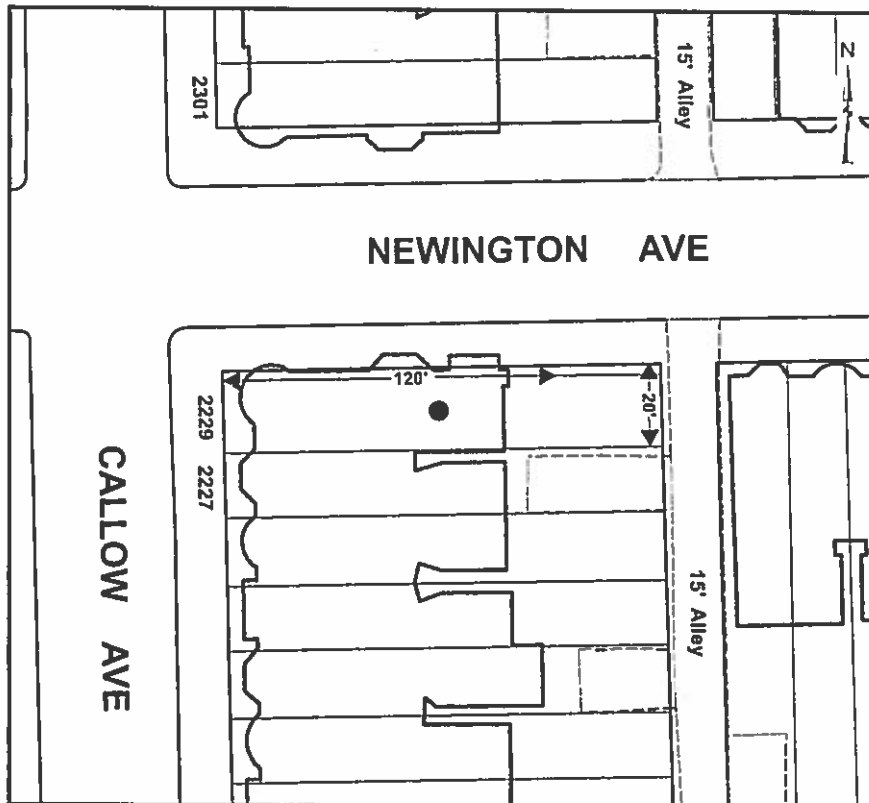 2301
15' Alley
N
NEWINGTON AVE
120'
20'
2229
2227
CALLOW AVE
15' Alley